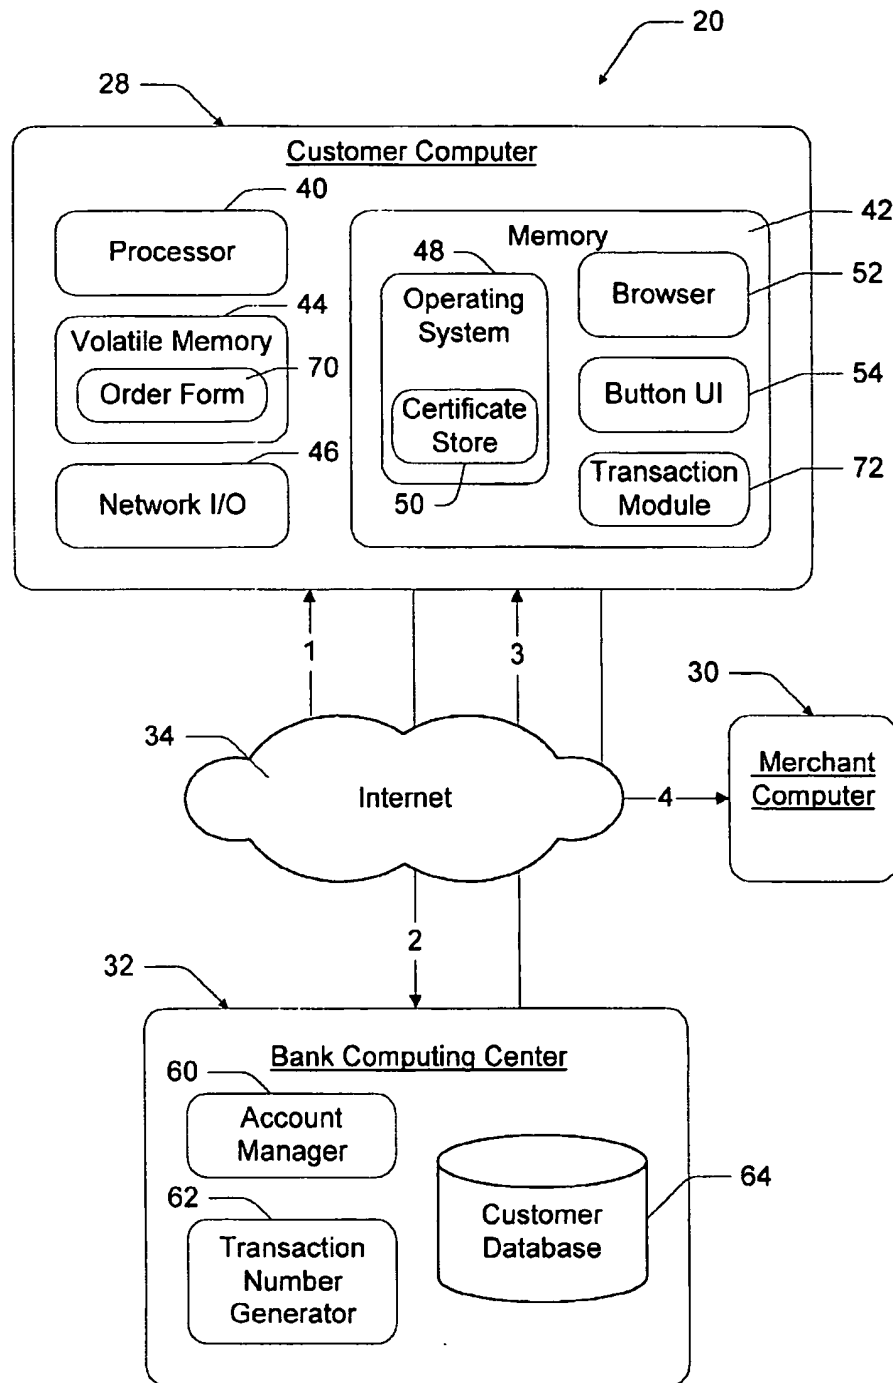 20
28
Customer Computer
40
Processor
44
Volatile Memory
70
Order Form
46
Network I/O
42
Memory
48
Operating
System
Certificate
Store
50
52
Browser
54
Button UI
72
Transaction
Module
1
3
30
Merchant
Computer
34
Internet
4
2
32
Bank Computing Center
60
Account
Manager
62
Transaction
Number
Generator
64
Customer
Database